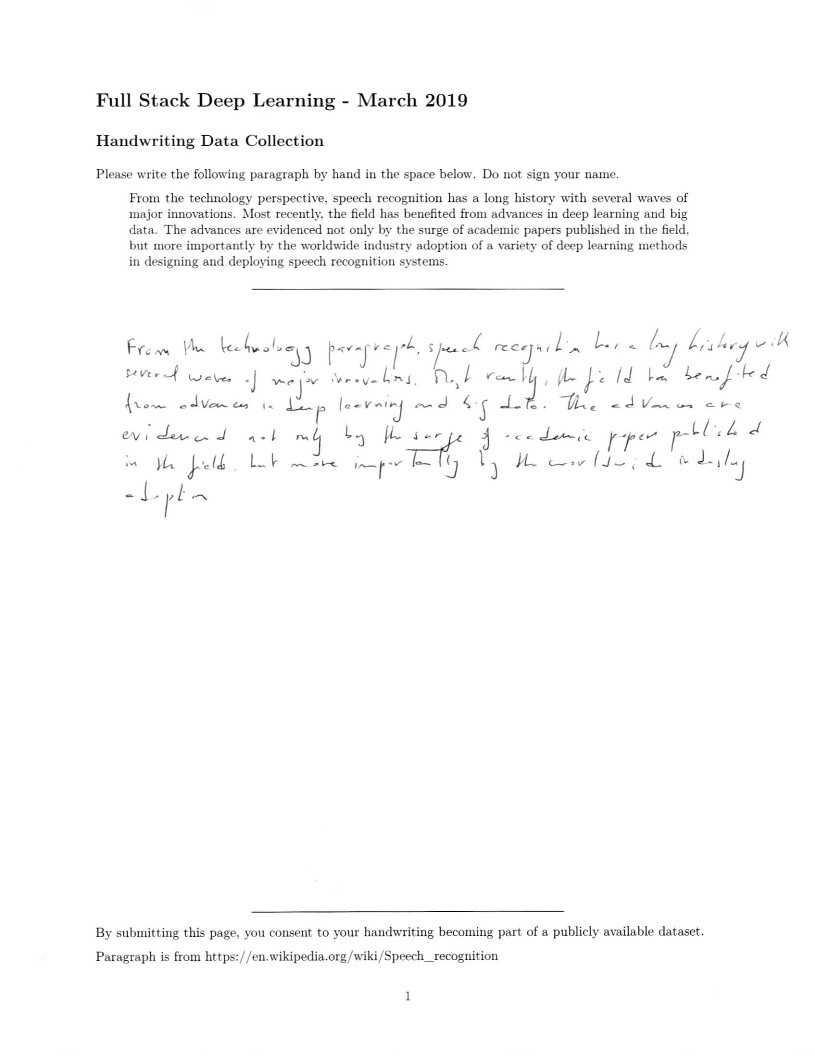 Full Stack Deep Learning - March 2019
Handwriting Data Collection
Please write the following paragraph by hand in the space below. Do not sign your name.
From the technology perspective, speech recognition has a long history with several waves of
major innovations. Most recently, the field has benefited from advances in deep learning and big
data. The advances are evidenced not only by the surge of academic papers published in the field,
but more importantly by the worldwide industry adoption of a variety of deep learning methods
in designing and deploying speech recognition systems.
From the technology paragraph, speech recognition has a long history with
several waves of major innovations. Most recently, the field has benefited
from advances in deep learning and big data. The advances are
evidenced not only by the surge of academic papers published
in the field, but more importantly by the worldwide industry
adoption
By submitting this page, you consent to your handwriting becoming part of a publicly available dataset.
Paragraph is from https://en.wikipedia.org/wiki/Speech_recognition
1